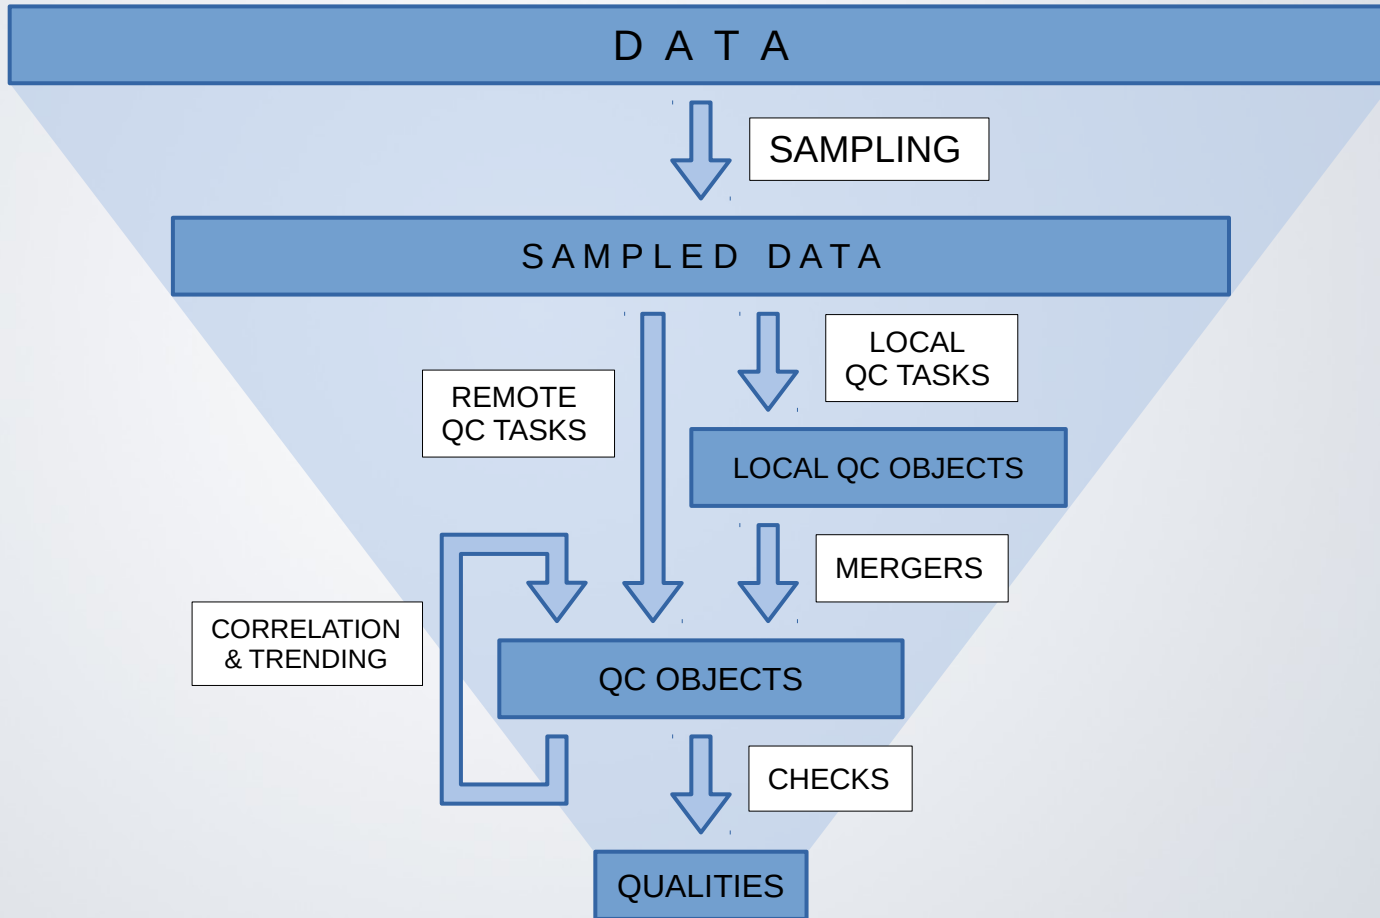 DATA
SAMPLING
SAMPLED DATA
LOCAL
QC TASKS
REMOTE
QC TASKS
LOCAL QC OBJECTS
MERGERS
CORRELATION
& TRENDING
QC OBJECTS
CHECKS
QUALITIES